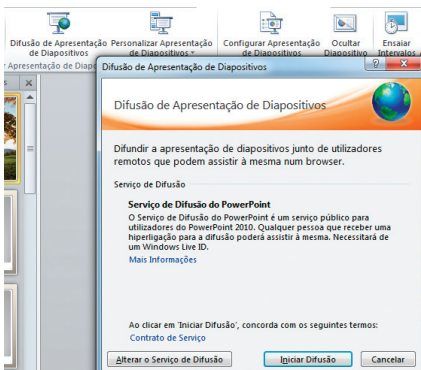 Difusão de Apresentação Personalizar Apresentação Configurar Apresentação Ocultar Ensaiar
de Diapositivos de Diapositivos de Diapositivos Diapositivo Intervalos
Apresentação de Diapo
Difusão de Apresentação de Diapositivos
Difusão de Apresentação de Diapositivos
Difundir a apresentação de diapositivos junto de utilizadores
remotos que podem assistir à mesma num browser.
Serviço de Difusão
Serviço de Difusão do PowerPoint
O Serviço de Difusão do PowerPoint é um serviço público para
utilizadores do PowerPoint 2010. Qualquer pessoa que receber uma
hiperligação para a difusão poderá assistir à mesma. Necessitará de
um Windows Live ID.
Mais Informações
Ao clicar em 'Iniciar Difusão', concorda com os seguintes termos:
Contrato de Serviço
Alterar o Serviço de Difusão Iniciar Difusão Cancelar